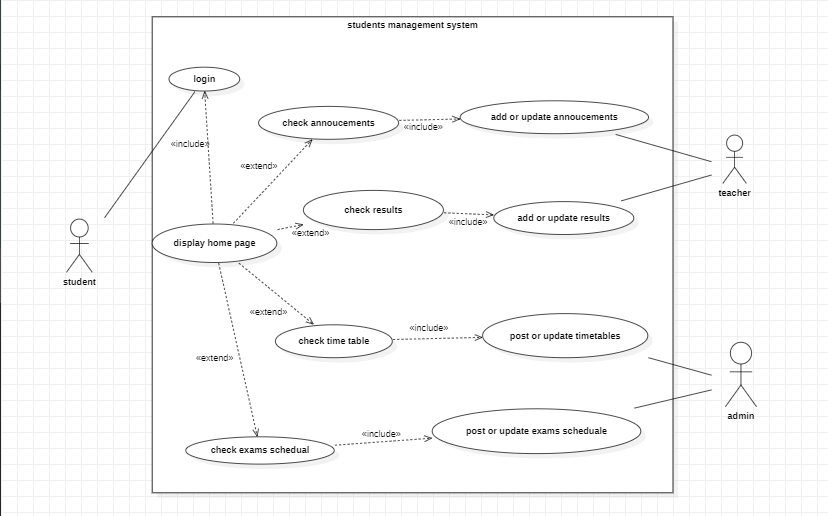 students management system
login
check annoucements
«include»
add or update annoucements
«include»
«extend»
teacher
check results
«include»
add or update results
«extend»
display home page
student
«extend»
check time table
«include»
post or update timetables
«extend»
admin
check exams schedual
«include»
post or update exams scheduale